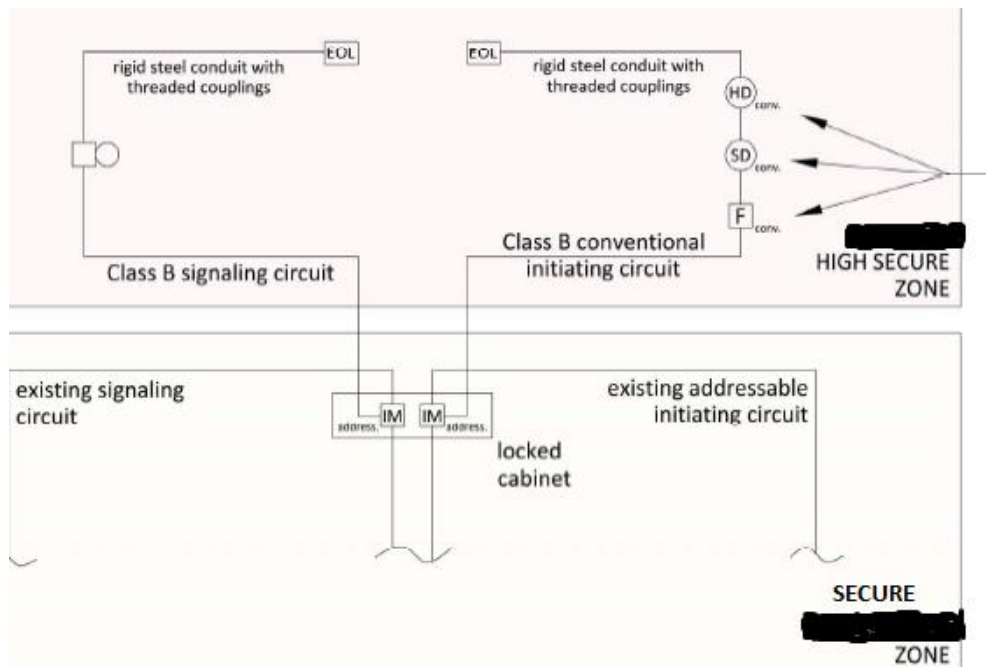 EOL
EOL
rigid steel conduit with
threaded couplings
rigid steel conduit with
threaded couplings
HD
conv.
SD
conv.
F
conv.
Class B conventional
initiating circuit
Class B signaling circuit
HIGH SECURE
ZONE
existing signaling
circuit
existing addressable
initiating circuit
IM
IM
address.
address.
locked
cabinet
SECURE
ZONE